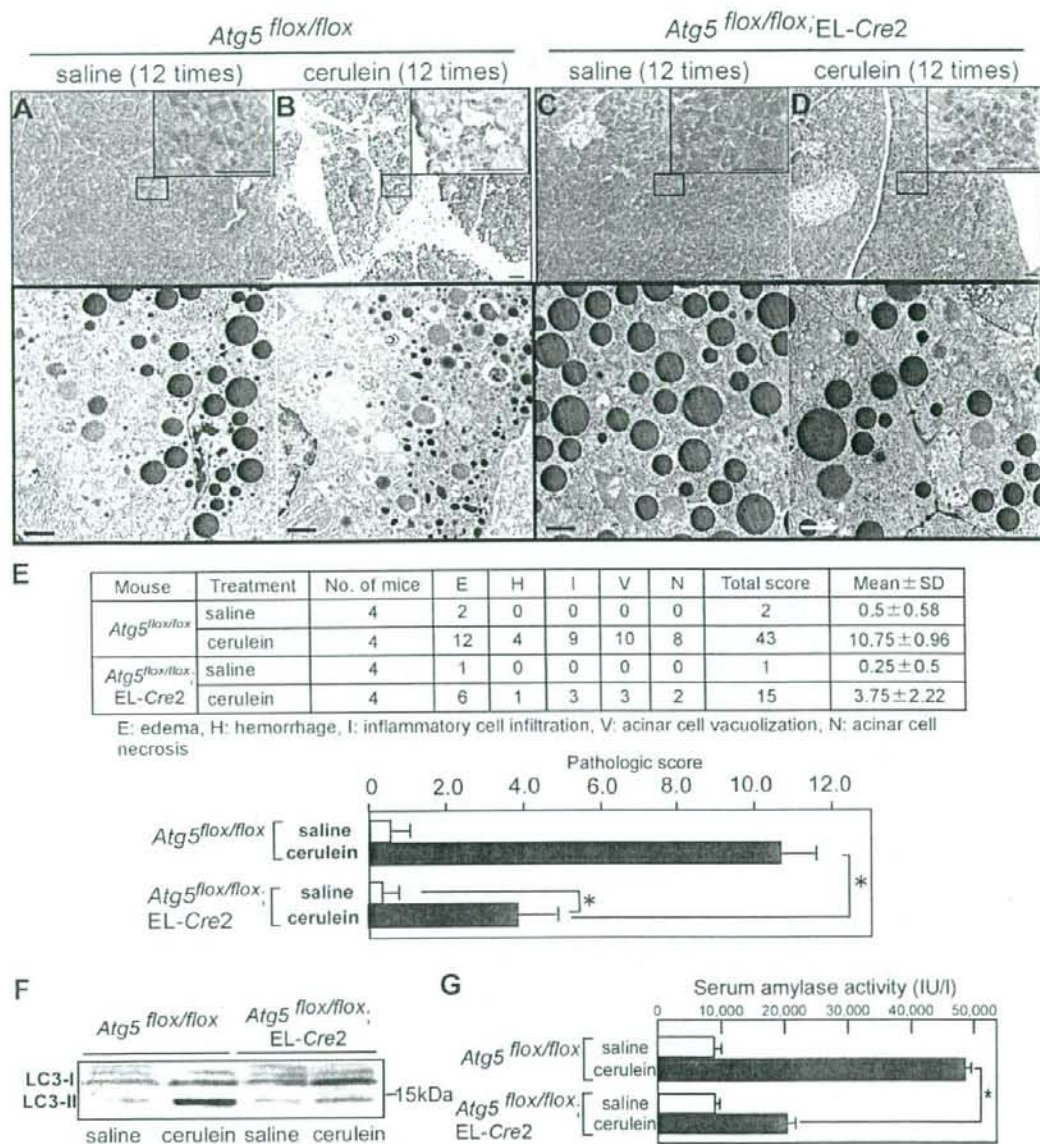 Atg5 flox/flox
Atg5 flox/flox; EL-Cre2
saline (12 times)
cerulein (12 times)
saline (12 times)
cerulein (12 times)
A
B
C
D
E
Mouse Treatment No. of mice E H I V N Total score Mean ± SD
Atg5flox/flox saline 4 2 0 0 0 0 2 0.5±0.58
cerulein 4 12 4 9 10 8 43 10.75±0.96
Atg5flox/flox; EL-Cre2 saline 4 1 0 0 0 0 1 0.25±0.5
cerulein 4 6 1 3 3 2 15 3.75±2.22
E: edema, H: hemorrhage, I: inflammatory cell infiltration, V: acinar cell vacuolization, N: acinar cell
necrosis
Pathologic score
0 2.0 4.0 6.0 8.0 10.0 12.0
Atg5flox/flox
saline
cerulein
Atg5flox/flox;
EL-Cre2
saline
cerulein
*
*
F
Atg5 flox/flox
Atg5 flox/flox;
EL-Cre2
LC3-I
LC3-II
15kDa
saline cerulein saline cerulein
G
Serum amylase activity (IU/l)
0 10,000 20,000 30,000 40,000 50,000
Atg5 flox/flox
saline
cerulein
Atg5 flox/flox;
EL-Cre2
saline
cerulein
*